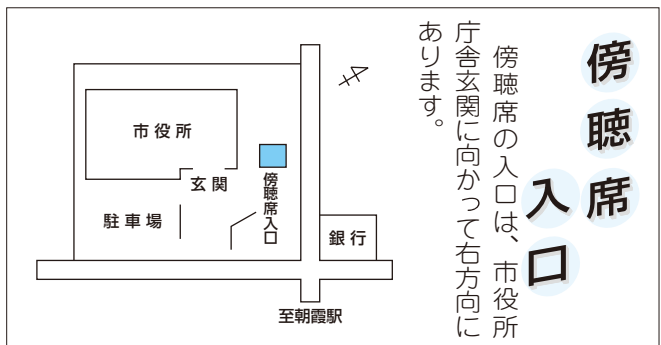 傍聴席
入口
傍聴席の入口は、市役所
庁舎玄関に向かって右方向に
あります。
市役所
玄関
傍聴席入口
駐車場
銀行
至朝霞駅